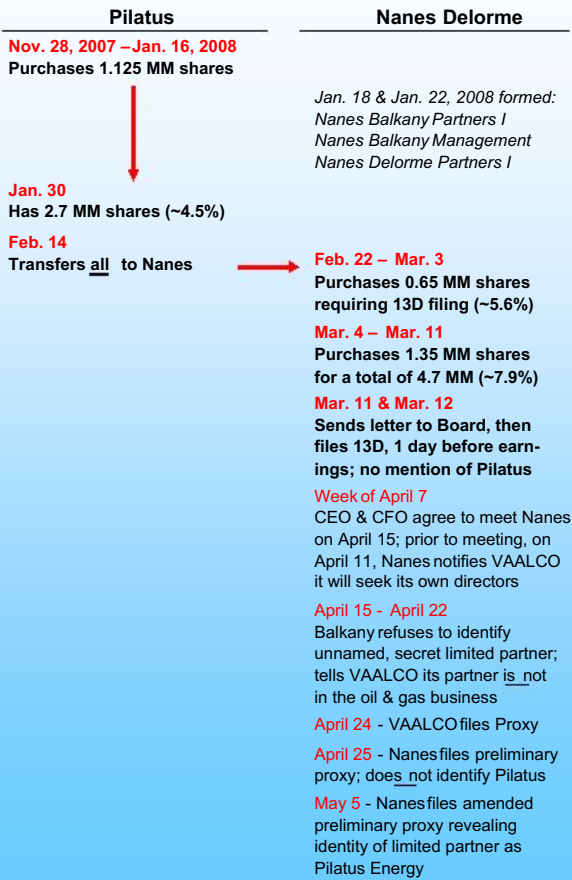 Pilatus
Nov. 28, 2007 –Jan. 16, 2008
Purchases 1.125 MM shares
Jan. 30
Has 2.7 MM shares (~4.5%)
Feb. 14
Transfers all to Nanes
Nanes Delorme
Jan. 18 & Jan. 22, 2008 formed:
Nanes Balkany Partners I
Nanes Balkany Management
Nanes Delorme Partners I
Feb. 22 – Mar. 3
Purchases 0.65 MM shares
requiring 13D filing (~5.6%)
Mar. 4 – Mar. 11
Purchases 1.35 MM shares
for a total of 4.7 MM (~7.9%)
Mar. 11 & Mar. 12
Sends letter to Board, then
files 13D, 1 day before earn-
ings; no mention of Pilatus
Week of April 7
CEO & CFO agree to meet Nanes
on April 15; prior to meeting, on
April 11, Nanes notifies VAALCO
it will seek its own directors
April 15 - April 22
Balkany refuses to identify
unnamed, secret limited partner;
tells VAALCO its partner is not
in the oil & gas business
April 24 - VAALCO files Proxy
April 25 - Nanes files preliminary
proxy; does not identify Pilatus
May 5 - Nanes files amended
preliminary proxy revealing
identity of limited partner as
Pilatus Energy